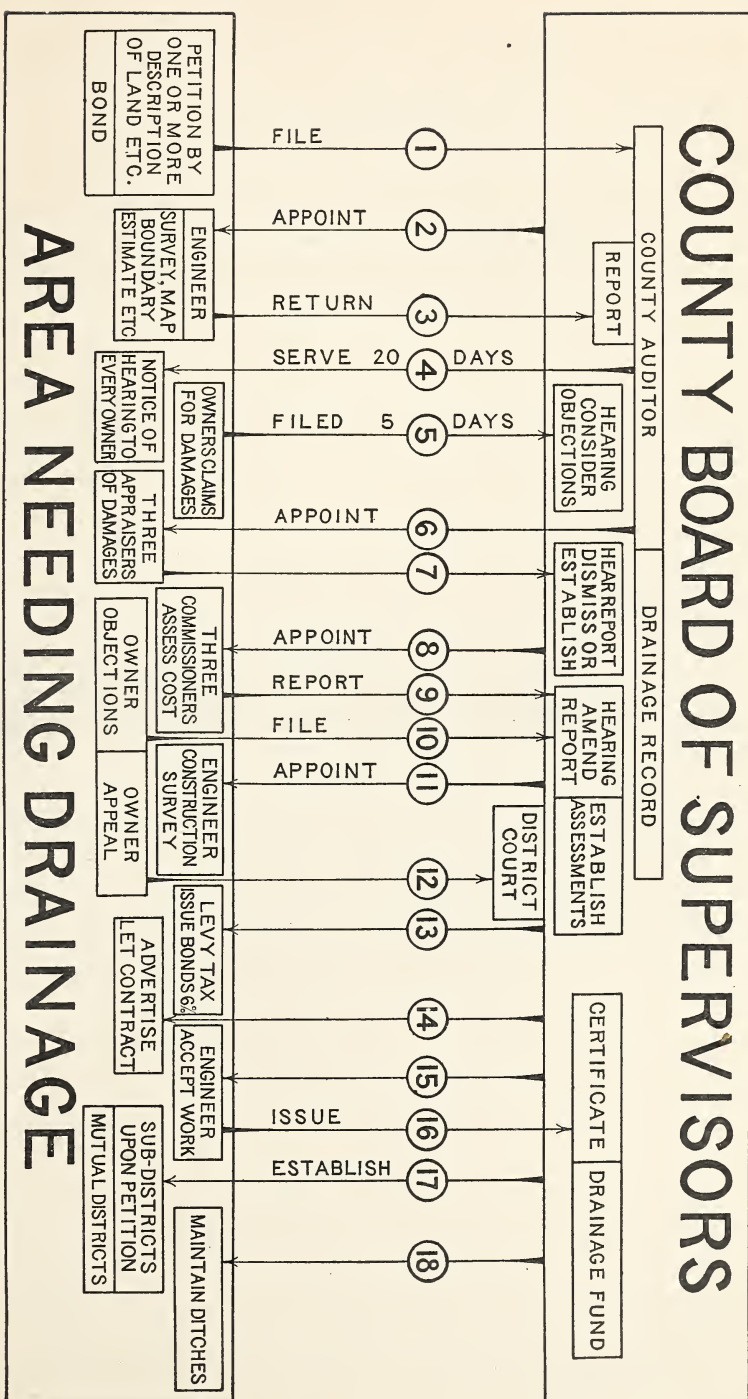 COUNTY BOARD OF SUPERVISORS
COUNTY AUDITOR
DRAINAGE RECORD
REPORT
HEARING
CONSIDER
OBJECTIONS
HEAR REPORT
DISMISS OR
ESTABLISH
HEARING
AMEND
REPORT
ESTABLISH
ASSESSMENTS
DISTRICT
COURT
CERTIFICATE
DRAINAGE FUND
1
FILE
2
APPOINT
3
RETURN
4
SERVE 20 DAYS
5
FILED 5 DAYS
6
APPOINT
7
8
APPOINT
9
REPORT
10
FILE
11
APPOINT
12
13
14
15
16
ISSUE
17
ESTABLISH
18
PETITION BY
ONE OR MORE
DESCRIPTION
OF LAND ETC.
BOND
ENGINEER
SURVEY, MAP
BOUNDARY
ESTIMATE ETC
NOTICE OF
HEARING TO
EVERY OWNER
OWNERS CLAIMS
FOR DAMAGES
THREE
APPRAISERS
OF DAMAGES
THREE
COMMISSIONERS
ASSESS COST
OWNER
OBJECTIONS
ENGINEER
CONSTRUCTION
SURVEY
OWNER
APPEAL
LEVY TAX
ISSUE BONDS 6%
ADVERTISE
LET CONTRACT
ENGINEER
ACCEPT WORK
SUB-DISTRICTS
UPON PETITION
MUTUAL DISTRICTS
MAINTAIN DITCHES
AREA NEEDING DRAINAGE